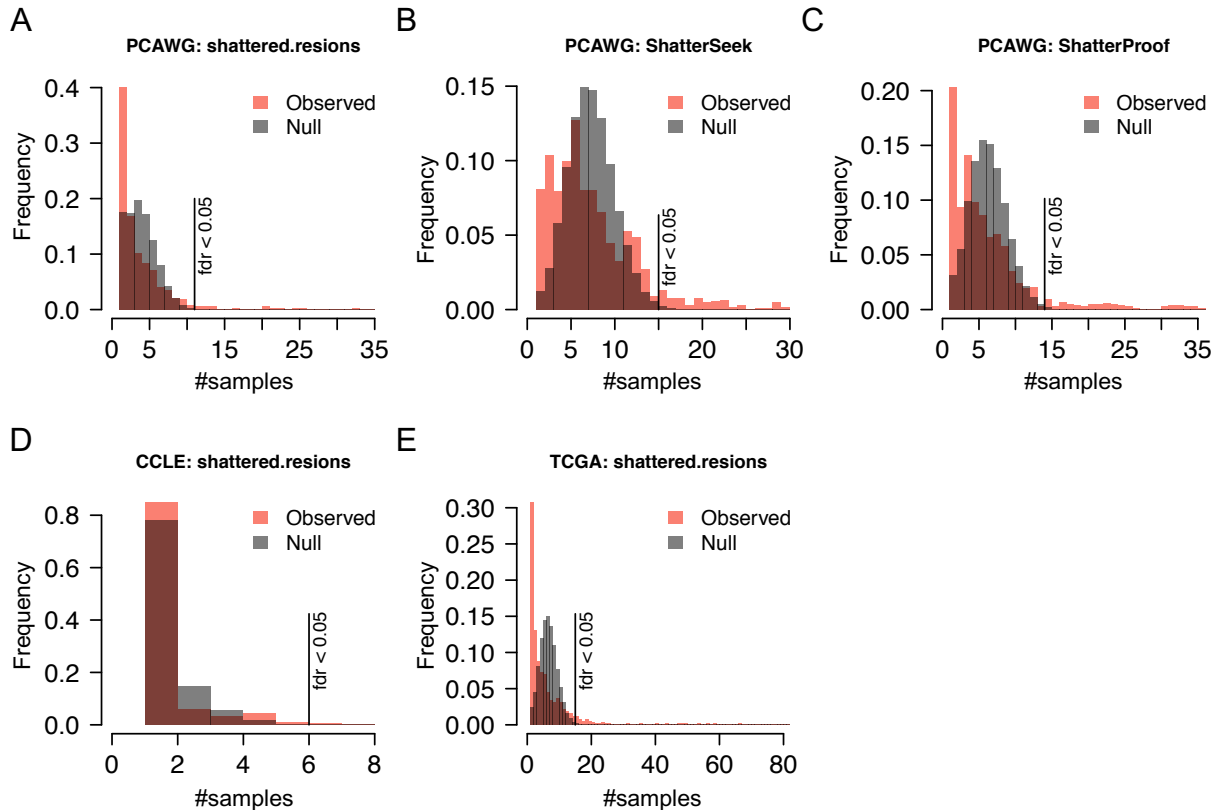 A
PCAWG: shattered.resions
Frequency
0.4
0.3
0.2
0.1
0.0
Observed
Null
fdr < 0.05
0 5 15 25 35
#samples
B
PCAWG: ShatterSeek
Frequency
0.15
0.10
0.05
0.00
Observed
Null
fdr < 0.05
0 5 10 20 30
#samples
C
PCAWG: ShatterProof
Frequency
0.20
0.15
0.10
0.05
0.00
Observed
Null
fdr < 0.05
0 5 15 25 35
#samples
D
CCLE: shattered.resions
Frequency
0.8
0.6
0.4
0.2
0.0
Observed
Null
fdr < 0.05
0 2 4 6 8
#samples
E
TCGA: shattered.resions
Frequency
0.30
0.25
0.20
0.15
0.10
0.05
0.00
Observed
Null
fdr < 0.05
0 20 40 60 80
#samples